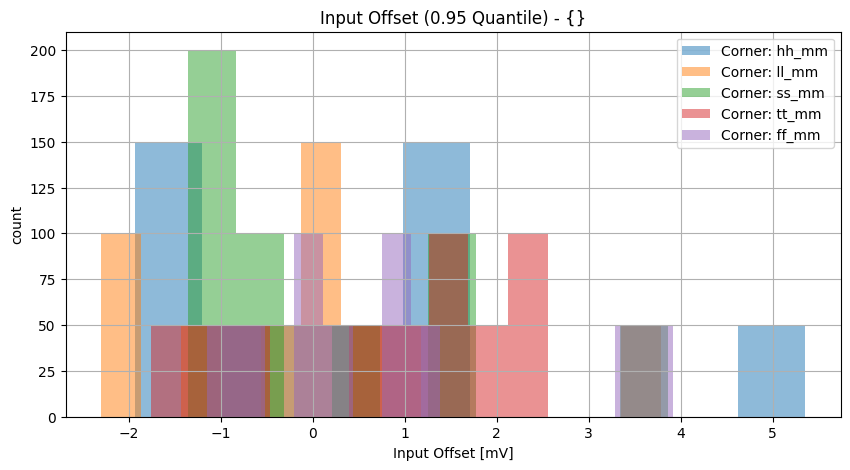 Input Offset (0.95 Quantile) - {}
200
175
150
125
100
75
50
25
0
count
−2
−1
0
1
2
3
4
5
Input Offset [mV]
Corner: hh_mm
Corner: ll_mm
Corner: ss_mm
Corner: tt_mm
Corner: ff_mm